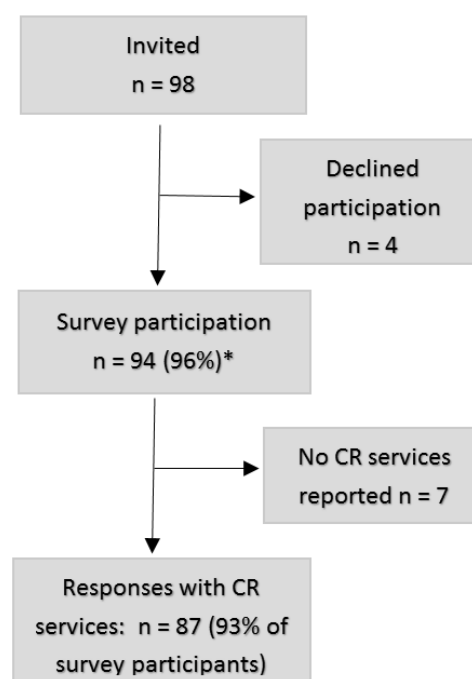 Invited
n = 98
Declined
participation
n = 4
Survey participation
n = 94 (96%)*
No CR services
reported n = 7
Responses with CR
services:  n = 87 (93% of
survey participants)